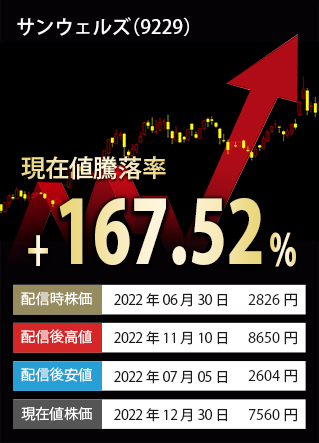 サンウェルズ(9229)
現在値騰落率
+167.52%
配信時株価 2022年06月30日 2826円
配信後高値 2022年11月10日 8650円
配信後安値 2022年07月05日 2604円
現在値株価 2022年12月30日 7560円